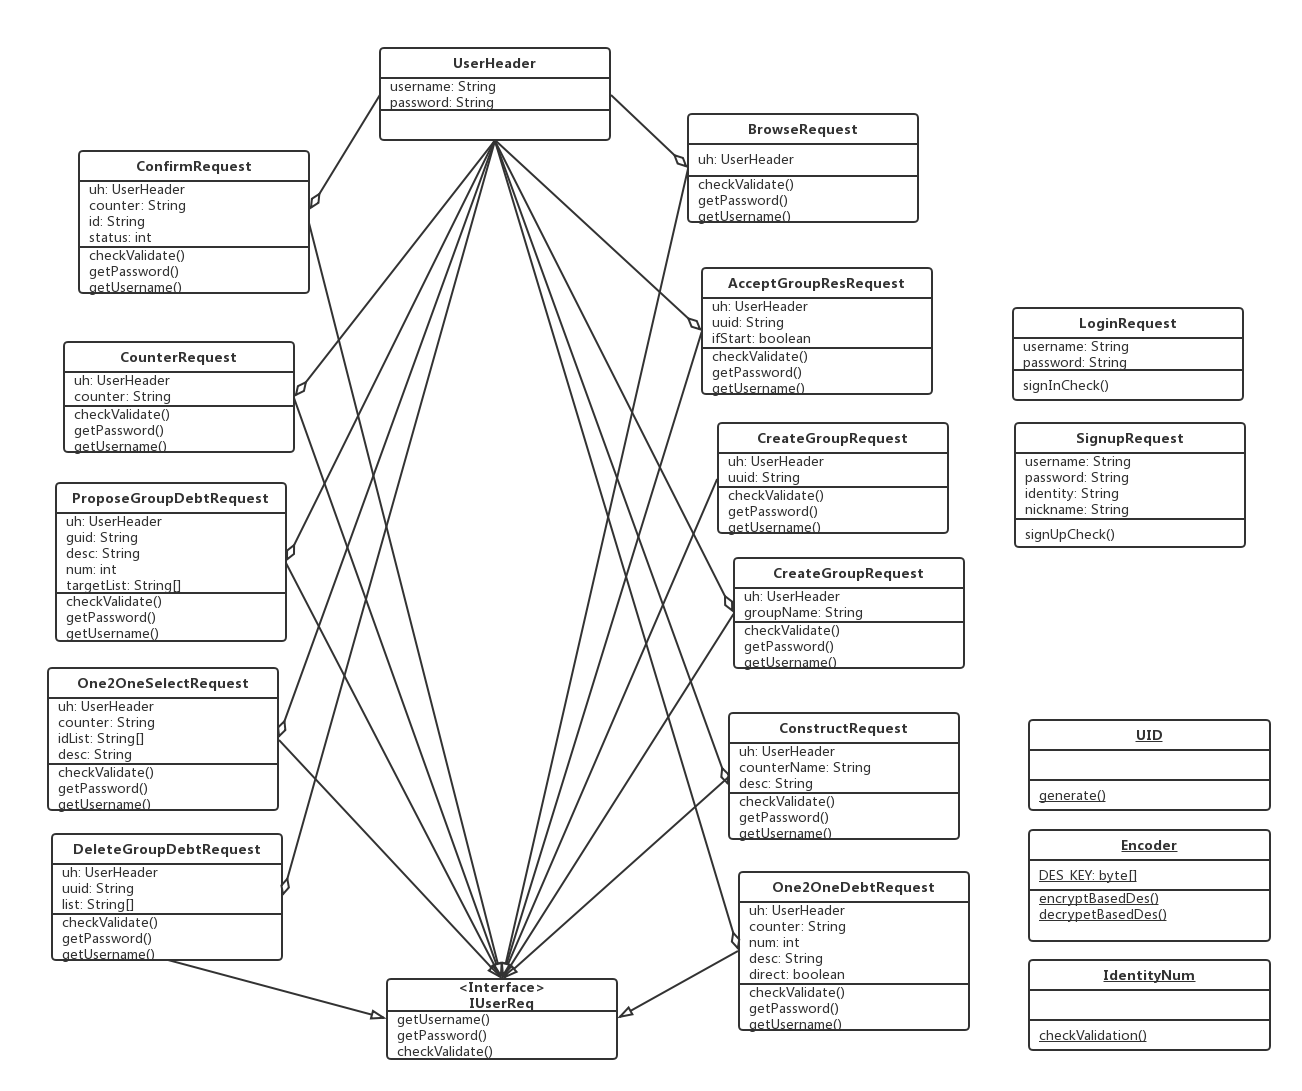 UserHeader
username: String
password: String
BrowseRequest
uh: UserHeader
checkValidate()
getPassword()
getUsername()
ConfirmRequest
uh: UserHeader
counter: String
id: String
status: int
checkValidate()
getPassword()
getUsername()
AcceptGroupResRequest
uh: UserHeader
uuid: String
ifStart: boolean
checkValidate()
getPassword()
getUsername()
LoginRequest
username: String
password: String
signInCheck()
CounterRequest
uh: UserHeader
counter: String
checkValidate()
getPassword()
getUsername()
CreateGroupRequest
uh: UserHeader
uuid: String
checkValidate()
getPassword()
getUsername()
SignupRequest
username: String
password: String
identity: String
nickname: String
signUpCheck()
ProposeGroupDebtRequest
uh: UserHeader
guid: String
desc: String
num: int
targetList: String[]
checkValidate()
getPassword()
getUsername()
CreateGroupRequest
uh: UserHeader
groupName: String
checkValidate()
getPassword()
getUsername()
One2OneSelectRequest
uh: UserHeader
counter: String
idList: String[]
desc: String
checkValidate()
getPassword()
getUsername()
ConstructRequest
uh: UserHeader
counterName: String
desc: String
checkValidate()
getPassword()
getUsername()
UID
generate()
DeleteGroupDebtRequest
uh: UserHeader
uuid: String
list: String[]
checkValidate()
getPassword()
getUsername()
Encoder
DES_KEY: byte[]
encryptBasedDes()
decrypetBasedDes()
One2OneDebtRequest
uh: UserHeader
counter: String
num: int
desc: String
direct: boolean
checkValidate()
getPassword()
getUsername()
<Interface>
IUserReq
getUsername()
getPassword()
checkValidate()
IdentityNum
checkValidation()